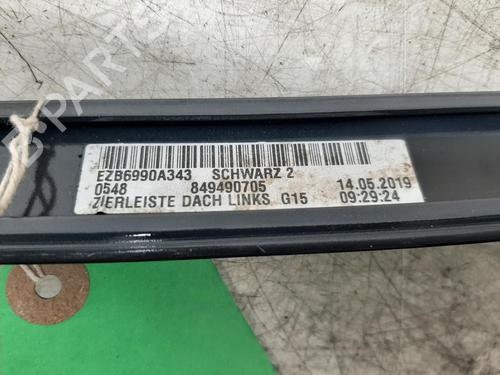 EZB6990A343 SCHWARZ 2
0548 849490705 14.05.2019
ZIERLEISTE DACH LINKS G15 09:29:24
B-PARTS